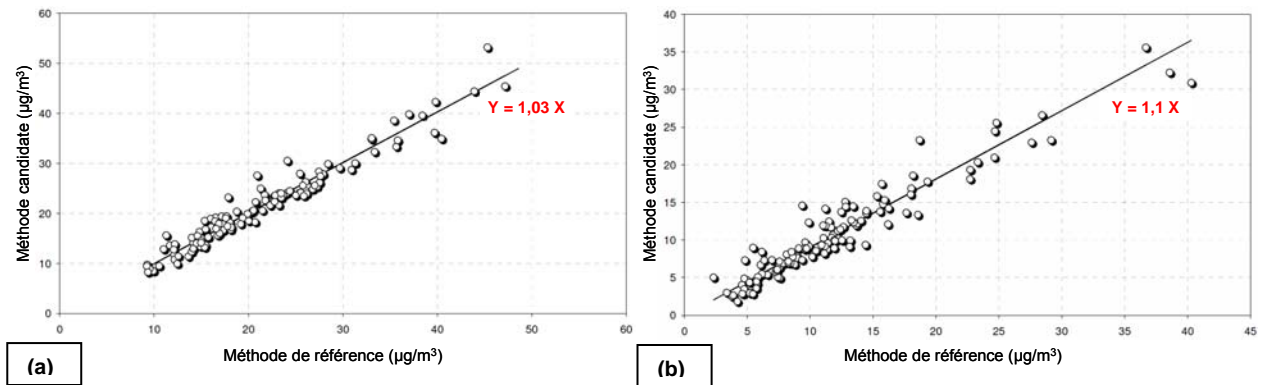 60
50
40
30
20
10
0
0 10 20 30 40 50 60
Méthode candidate (µg/m³)
Y = 1,03 X
Méthode de référence (µg/m³)
(a)
40
35
30
25
20
15
10
5
0
0 5 10 15 20 25 30 35 40 45
Méthode candidate (µg/m³)
Y = 1,1 X
Méthode de référence (µg/m³)
(b)